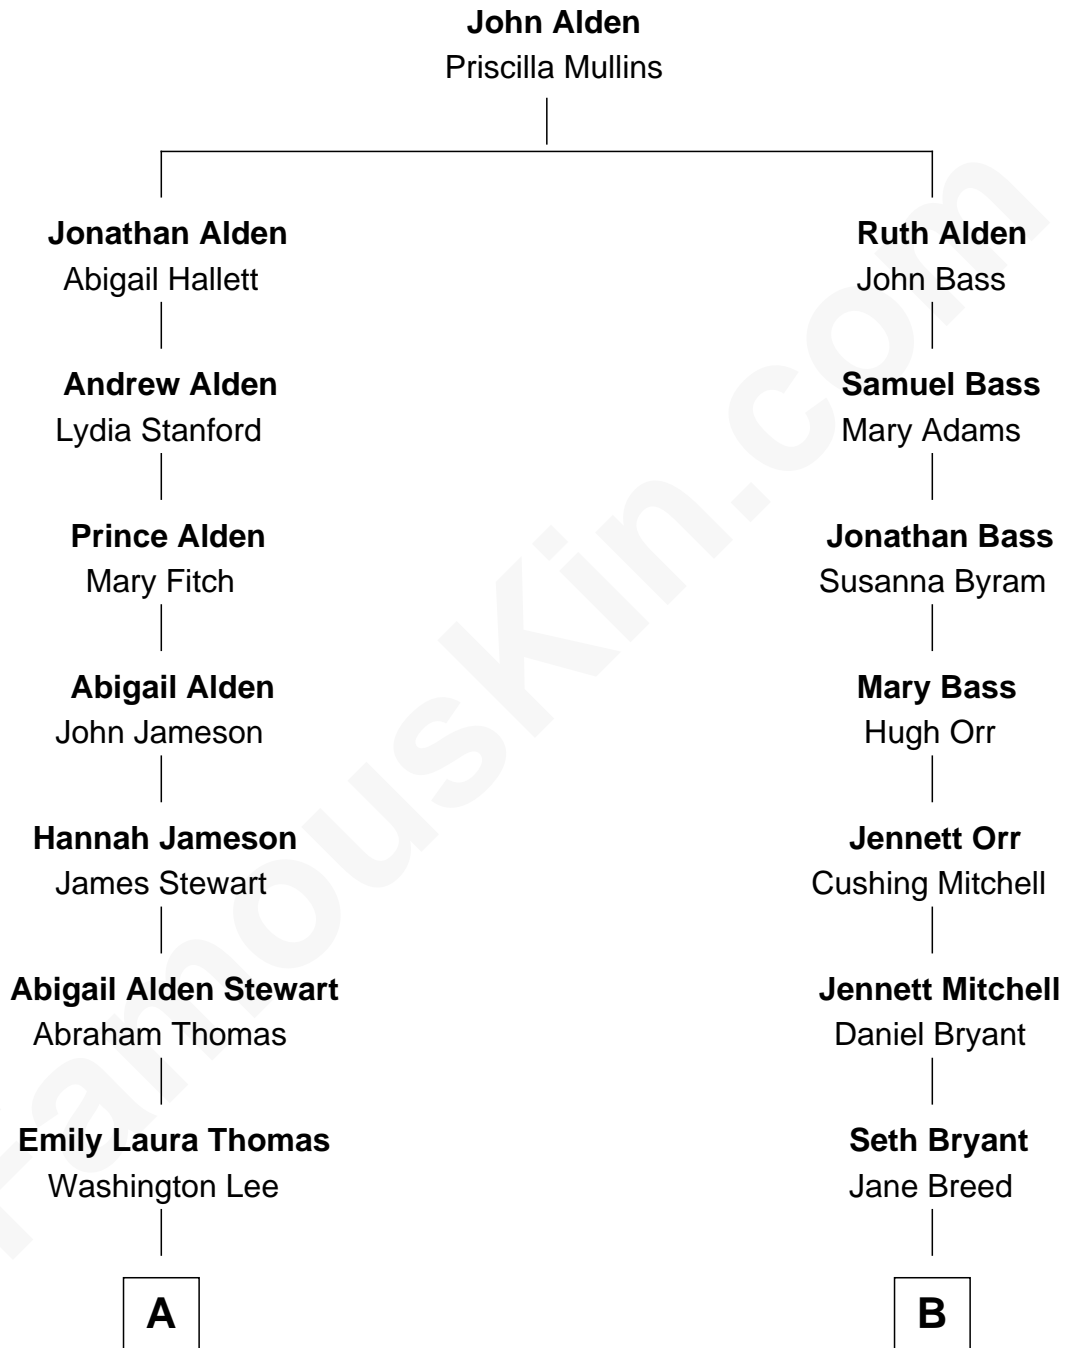 John Alden
Priscilla Mullins
Jonathan Alden
Abigail Hallett
Ruth Alden
John Bass
Andrew Alden
Lydia Stanford
Samuel Bass
Mary Adams
Prince Alden
Mary Fitch
Jonathan Bass
Susanna Byram
Abigail Alden
John Jameson
Mary Bass
Hugh Orr
Hannah Jameson
James Stewart
Jennett Orr
Cushing Mitchell
Abigail Alden Stewart
Abraham Thomas
Jennett Mitchell
Daniel Bryant
Emily Laura Thomas
Washington Lee
Seth Bryant
Jane Breed
A
B
FamousKin.com